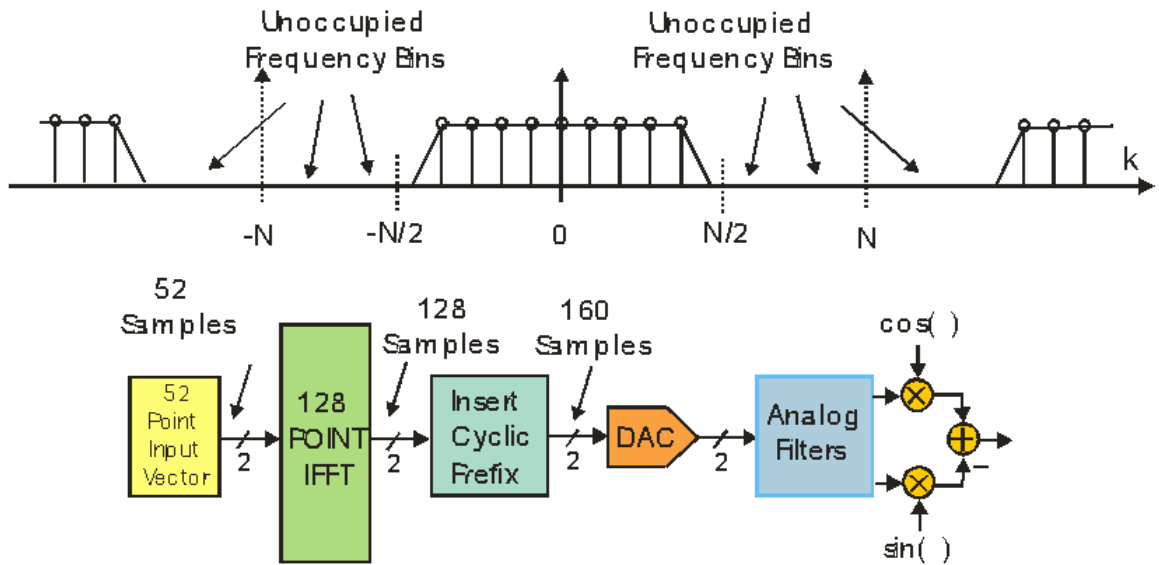 Unoccupied
Frequency Bins
Unoccupied
Frequency Bins
k
-N
-N/2
0
N/2
N
52
Samples
128
Samples
160
Samples
cos( )
52
Point
Input
Vector
2
128
POINT
IFFT
2
Insert
Cyclic
Prefix
2
DAC
2
Analog
Filters
×
+
−
×
sin( )